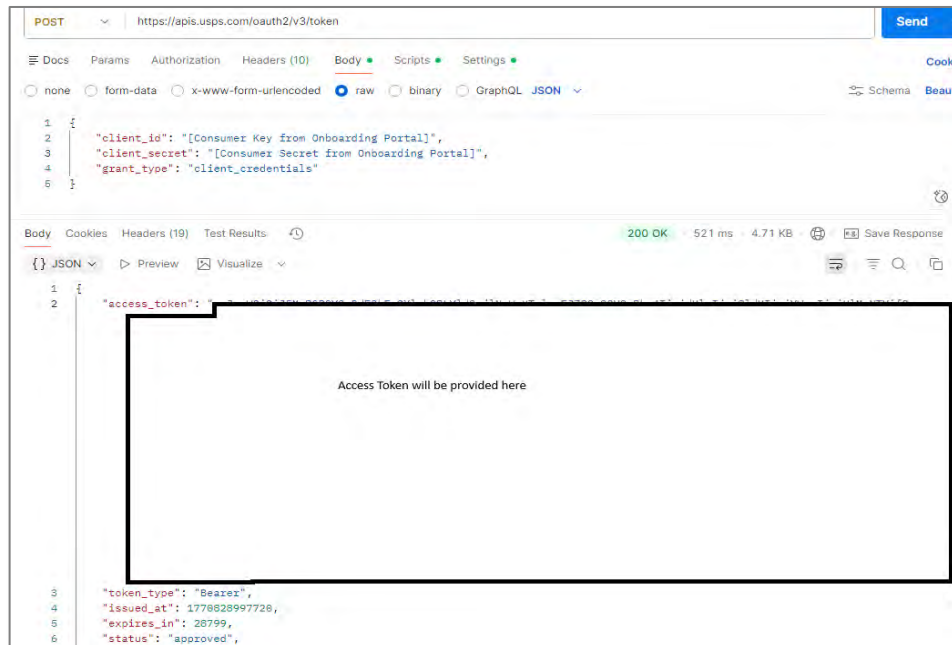 POST https://apis.usps.com/oauth2/v3/token Send
Docs Params Authorization Headers (10) Body Scripts Settings Cook
none form-data x-www-form-urlencoded raw binary GraphQL JSON Schema Beau
1 {
2 "client_id": "[Consumer Key from Onboarding Portal]",
3 "client_secret": "[Consumer Secret from Onboarding Portal]",
4 "grant_type": "client_credentials"
5 }
Body Cookies Headers (19) Test Results 200 OK 521 ms 4.71 KB Save Response
{} JSON Preview Visualize
1 {
2 "access_token": "
Access Token will be provided here
3 "token_type": "Bearer",
4 "issued_at": 1770828997720,
5 "expires_in": 28799,
6 "status": "approved",